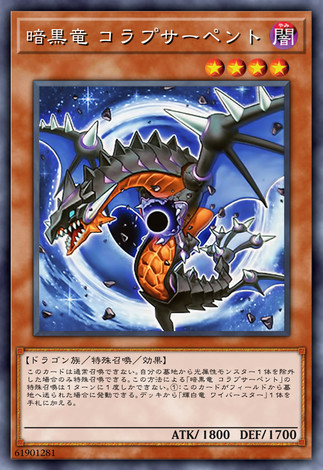 暗黒竜 コラプサーペント
闇
やみ
【ドラゴン族／特殊召喚／効果】
このカードは通常召喚できない。自分の墓地から光属性モンスター1体を除外
した場合のみ特殊召喚できる。この方法による「暗黒竜 コラプサーペント」の
特殊召喚は1ターンに1度しかできない。①：このカードがフィールドから墓地
へ送られた場合に発動できる。デッキから「輝白竜 ワイバースター」1体を
手札に加える。
ATK/1800 DEF/1700
61901281